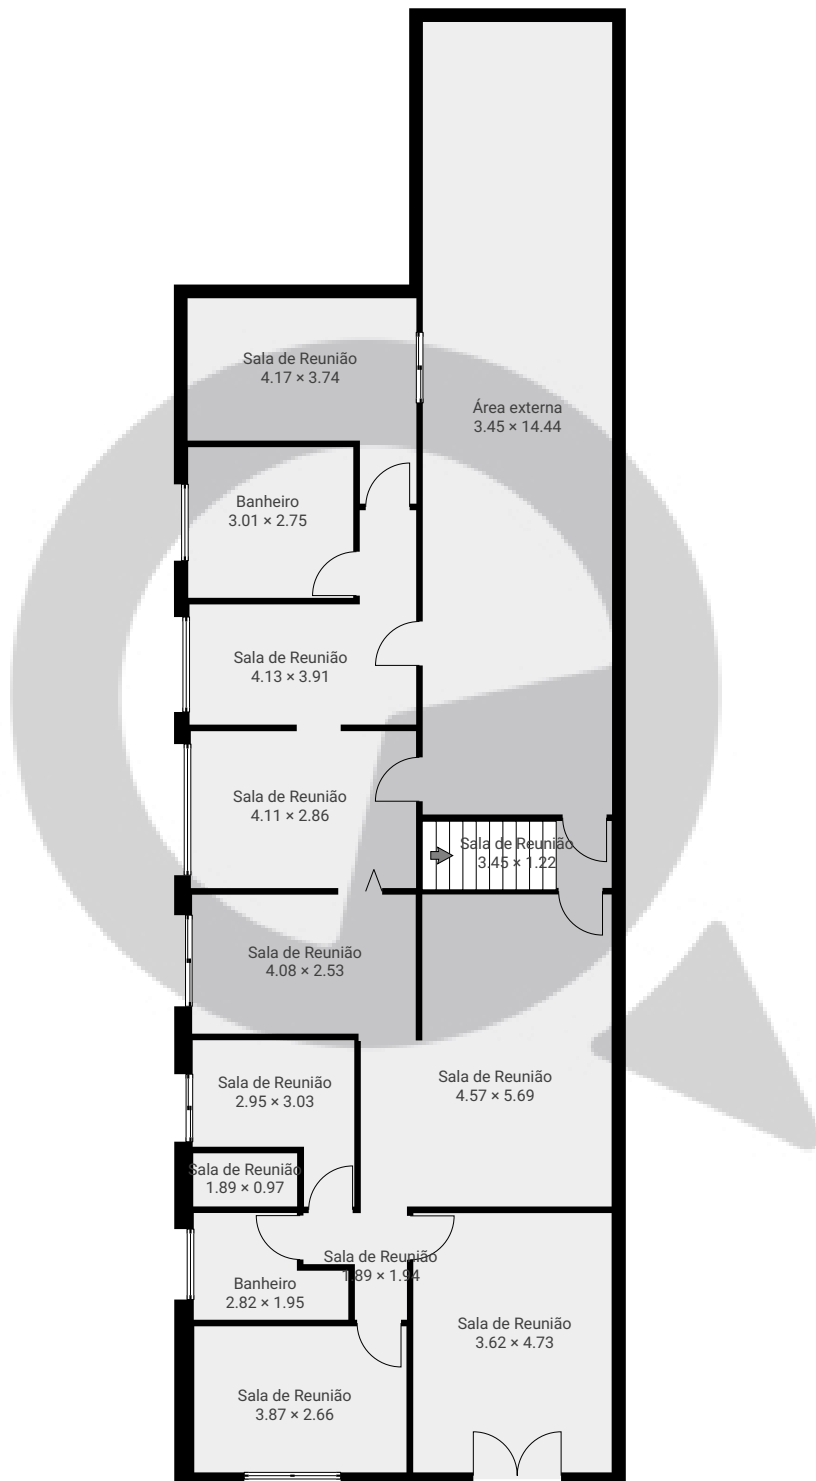 Sala de Reunião
4.17 × 3.74
Área externa
3.45 × 14.44
Banheiro
3.01 × 2.75
Sala de Reunião
4.13 × 3.91
Sala de Reunião
4.11 × 2.86
Sala de Reunião
3.45 × 1.22
Sala de Reunião
4.08 × 2.53
Sala de Reunião
2.95 × 3.03
Sala de Reunião
4.57 × 5.69
Sala de Reunião
1.89 × 0.97
Sala de Reunião
1.89 × 1.94
Banheiro
2.82 × 1.95
Sala de Reunião
3.62 × 4.73
Sala de Reunião
3.87 × 2.66